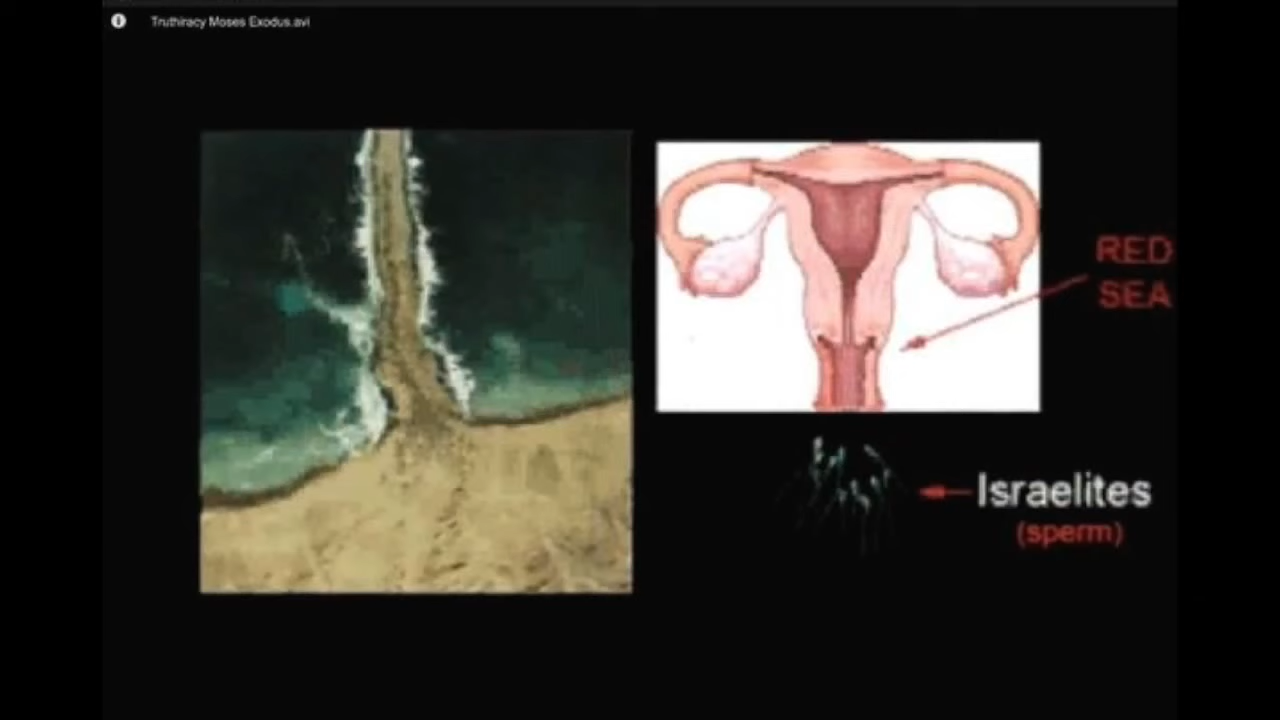 Truthiracy Moses Exodus.avi
RED
SEA
Israelites
(sperm)